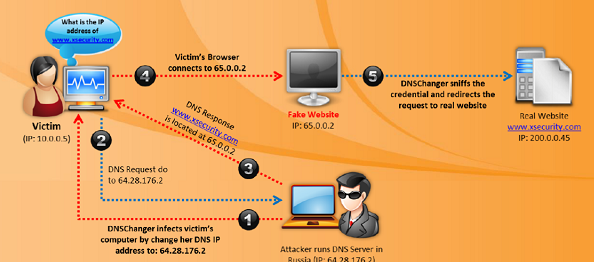 What is the IP
address of
www.xsecurity.com
4
Victim's Browser
connects to 65.0.0.2
5
DNSChanger sniffs the
credential and redirects the
request to real website
Fake Website
IP: 65.0.0.2
Real Website
www.xsecurity.com
IP: 200.0.0.45
Victim
(IP: 10.0.0.5)
DNS Response
www.xsecurity.com
is located at 65.0.0.2
2
3
DNS Request do
to 64.28.176.2
1
DNSChanger infects victim's
computer by change her DNS IP
address to: 64.28.176.2
Attacker runs DNS Server in
Russia (IP: 64.28.176.2)